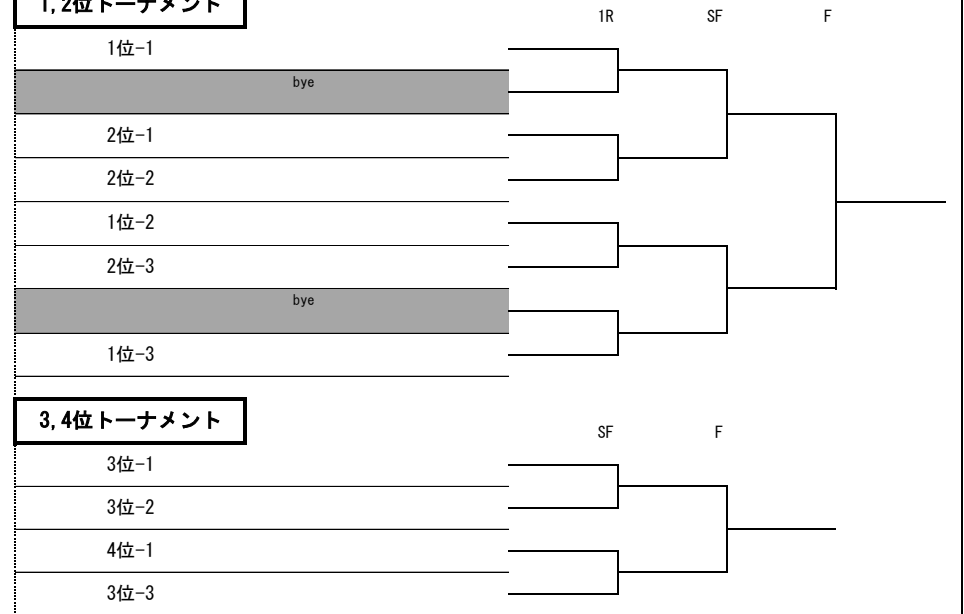 1,2位トーナメント
1R SF F
1位-1
bye
2位-1
2位-2
1位-2
2位-3
bye
1位-3
3,4位トーナメント
SF F
3位-1
3位-2
4位-1
3位-3